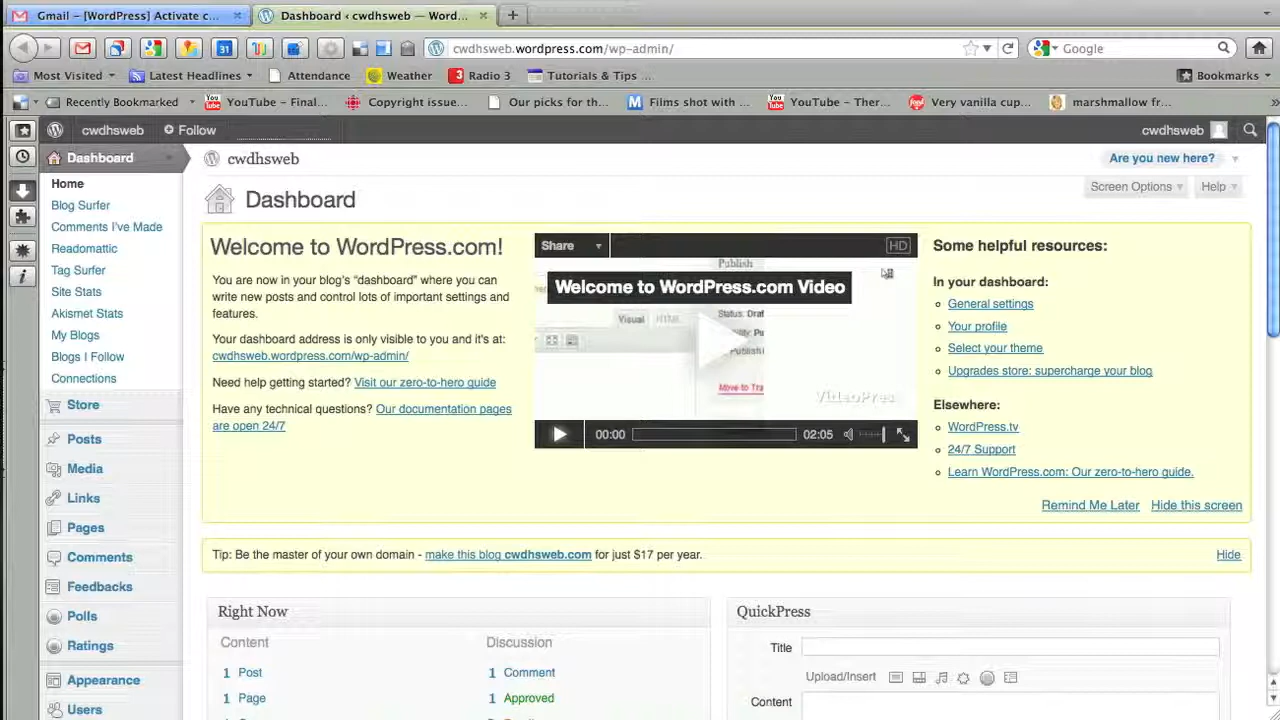 Gmail – [WordPress] Activate c...
Dashboard ‹ cwdhsweb — Word...
cwdhsweb.wordpress.com/wp-admin/
Google
Most Visited
Latest Headlines
Attendance
Weather
3 Radio 3
Tutorials & Tips ...
Bookmarks
Recently Bookmarked
YouTube – Final...
Copyright issue...
Our picks for th...
Films shot with ...
YouTube – Ther...
Very vanilla cup...
marshmallow fr...
cwdhsweb
Follow
cwdhsweb
Dashboard
cwdhsweb
Are you new here?
Screen Options
Help
Home
Blog Surfer
Comments I've Made
Readomattic
Tag Surfer
Site Stats
Akismet Stats
My Blogs
Blogs I Follow
Connections
Store
Posts
Media
Links
Pages
Comments
Feedbacks
Polls
Ratings
Appearance
Users
Dashboard
Welcome to WordPress.com!
You are now in your blog's “dashboard” where you can
write new posts and control lots of important settings and
features.
Your dashboard address is only visible to you and it's at:
cwdhsweb.wordpress.com/wp-admin/
Need help getting started? Visit our zero-to-hero guide
Have any technical questions? Our documentation pages
are open 24/7
Share
HD
Publish
Welcome to WordPress.com Video
Visual HTML
Status: Draf
Publish
Move to Tra
VideoPress
00:00
02:05
Some helpful resources:
In your dashboard:
General settings
Your profile
Select your theme
Upgrades store: supercharge your blog
Elsewhere:
WordPress.tv
24/7 Support
Learn WordPress.com: Our zero-to-hero guide.
Remind Me Later
Hide this screen
Tip: Be the master of your own domain - make this blog cwdhsweb.com for just $17 per year.
Hide
Right Now
Content
Discussion
1 Post
1 Comment
1 Page
1 Approved
QuickPress
Title
Upload/Insert
Content